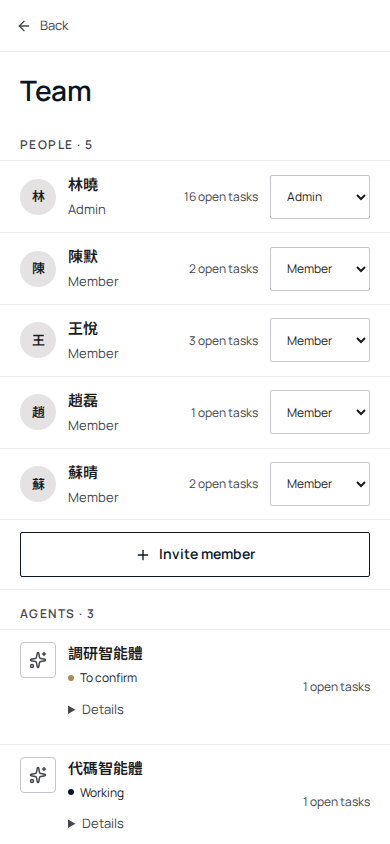 Back
Team
PEOPLE · 5
林 林曉 16 open tasks Admin
Admin
陳 陳默 2 open tasks Member
Member
王 王悅 3 open tasks Member
Member
趙 趙磊 1 open tasks Member
Member
蘇 蘇晴 2 open tasks Member
Member
+ Invite member
AGENTS · 3
調研智能體
To confirm
1 open tasks
Details
代碼智能體
Working
1 open tasks
Details